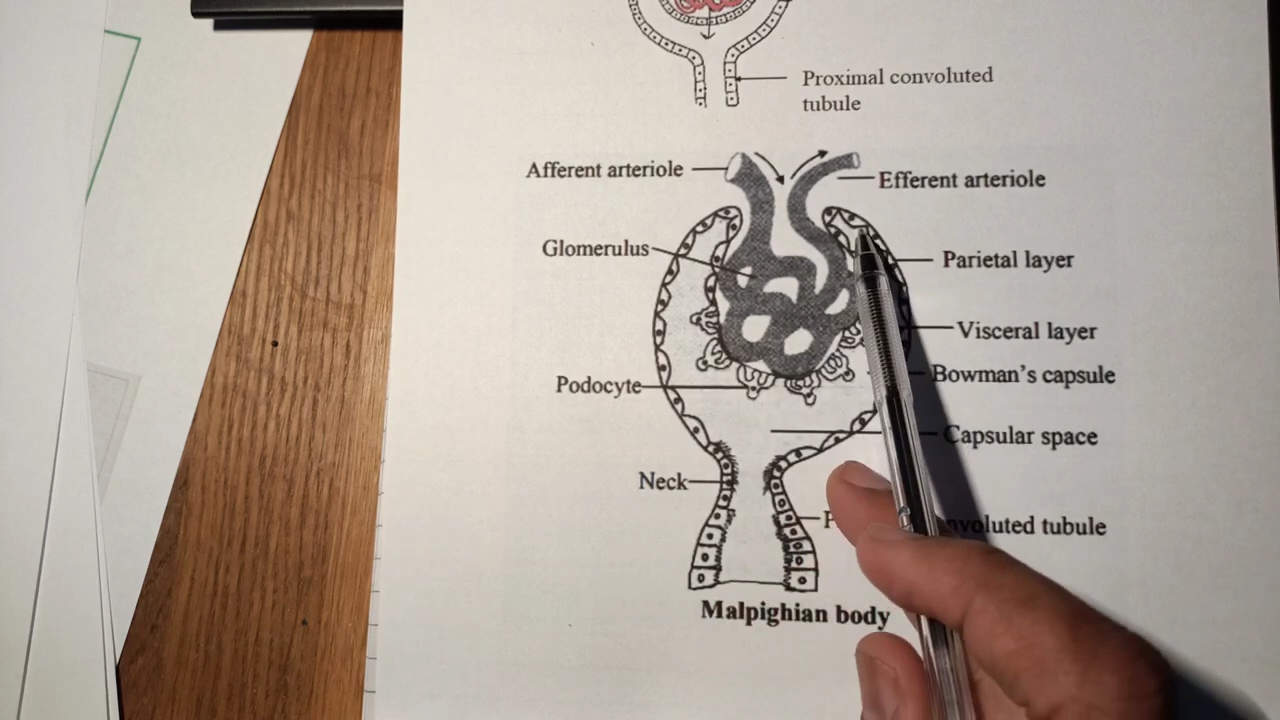 Proximal convoluted
tubule
Afferent arteriole
Efferent arteriole
Glomerulus
Parietal layer
Visceral layer
Bowman's capsule
Podocyte
Capsular space
Neck
tubule
Malpighian body